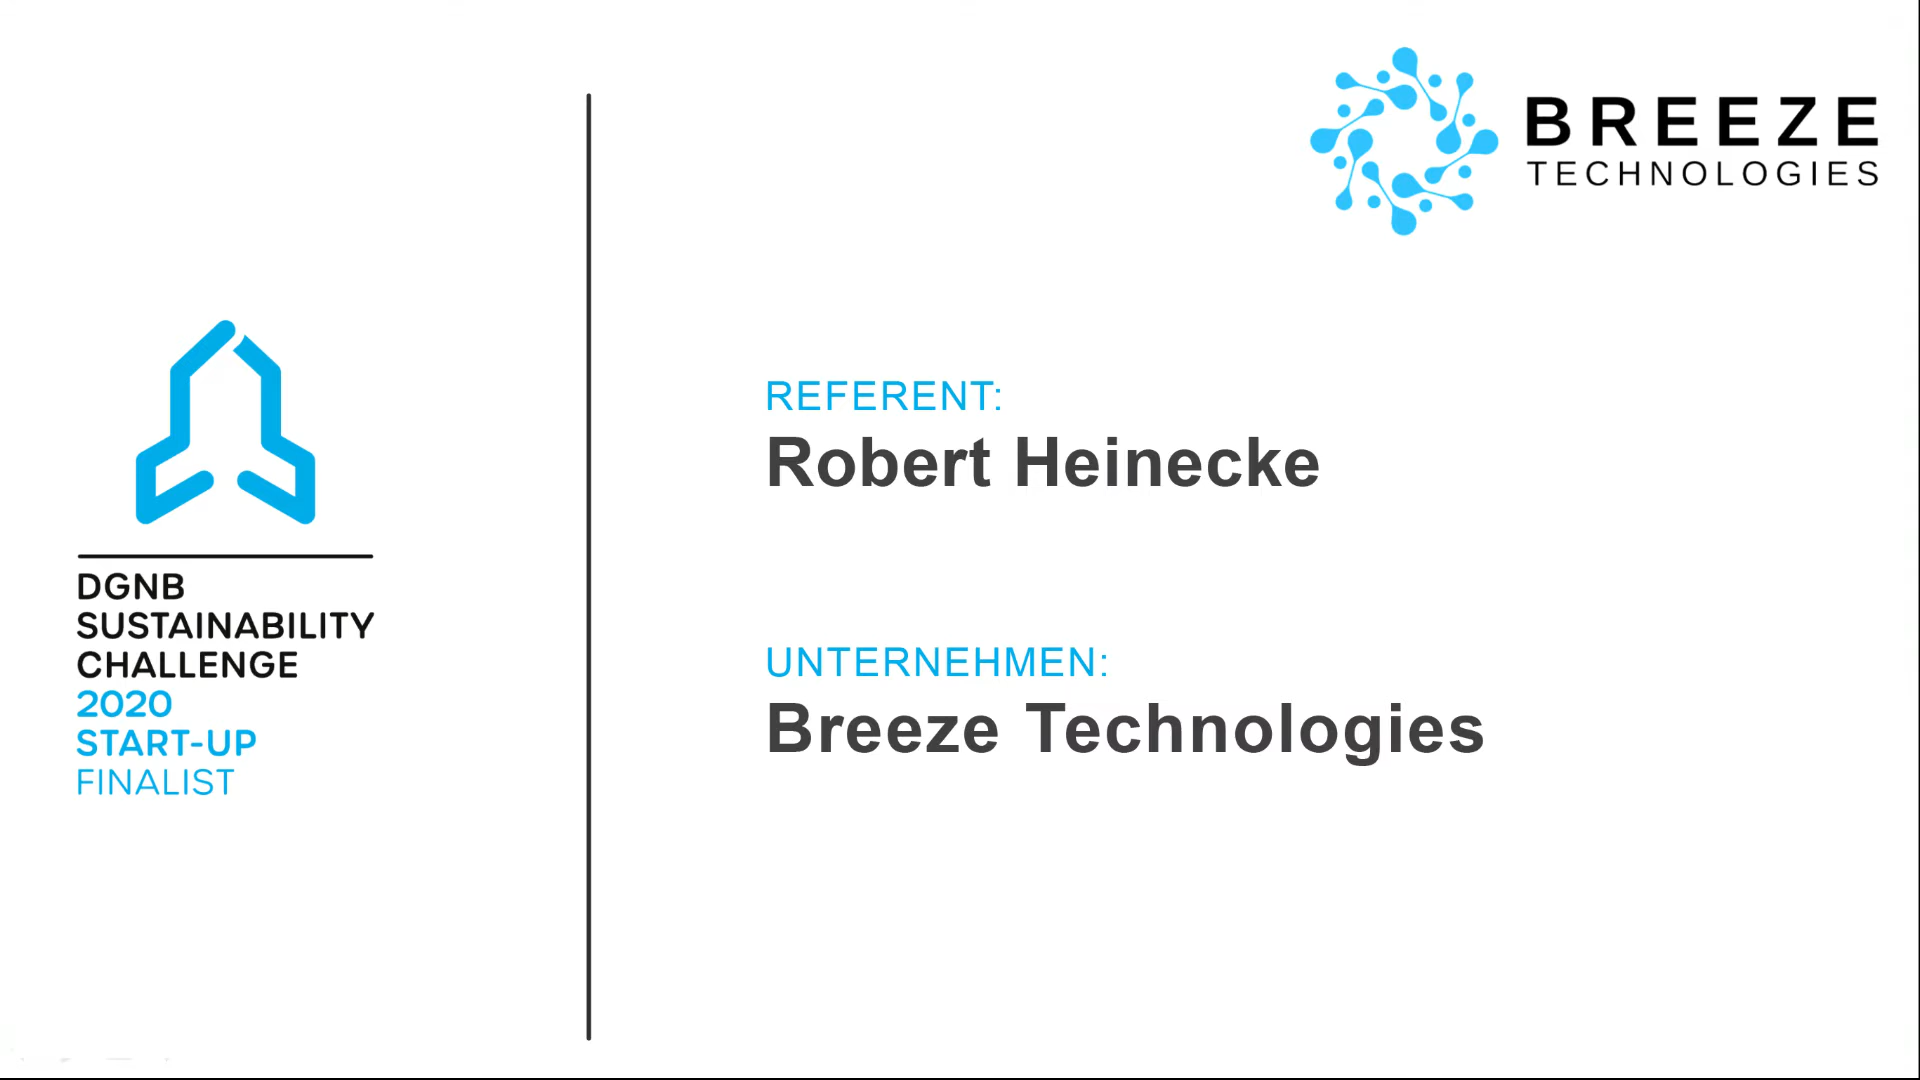 BREEZE
TECHNOLOGIES
DGNB
SUSTAINABILITY
CHALLENGE
2020
START-UP
FINALIST
REFERENT:
Robert Heinecke
UNTERNEHMEN:
Breeze Technologies